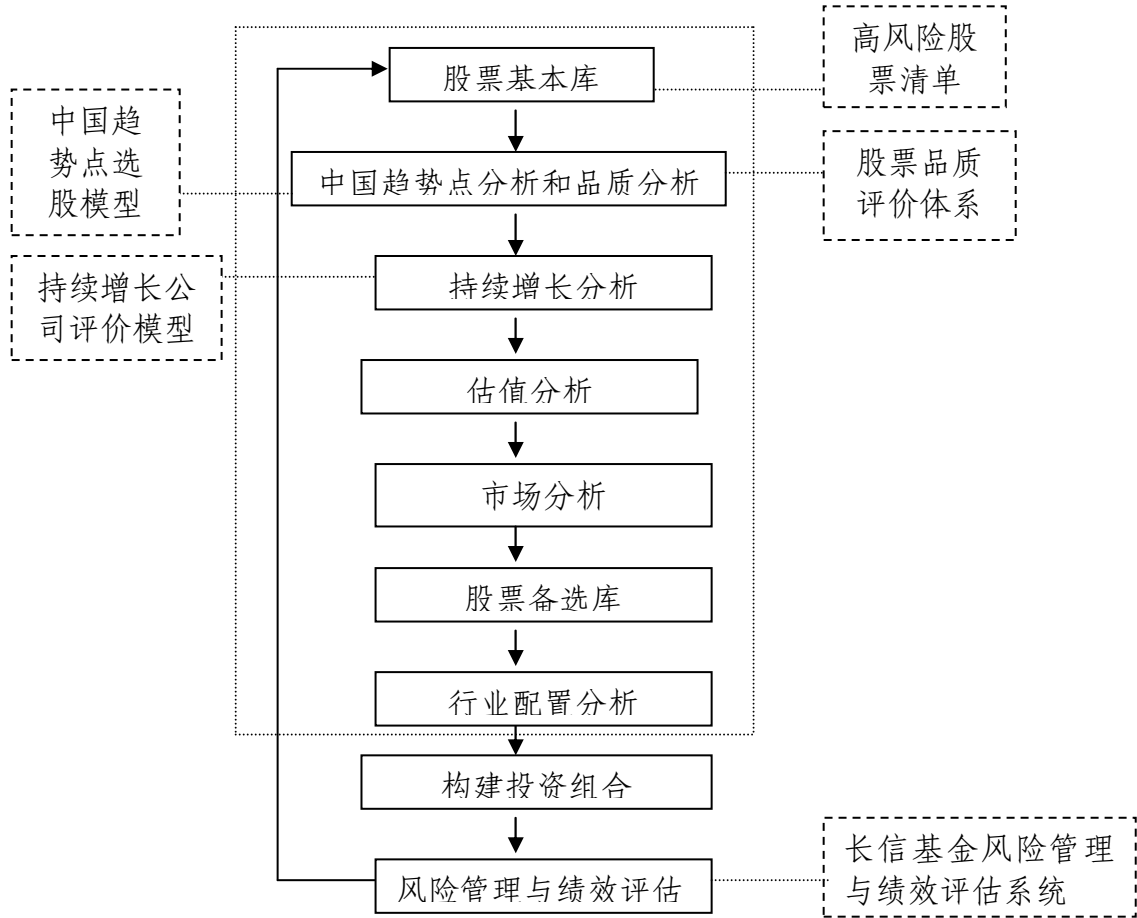 高风险股
票清单
股票基本库
中国趋
势点选
股模型
中国趋势点分析和品质分析
股票品质
评价体系
持续增长公
司评价模型
持续增长分析
估值分析
市场分析
股票备选库
行业配置分析
构建投资组合
风险管理与绩效评估
长信基金风险管理
与绩效评估系统